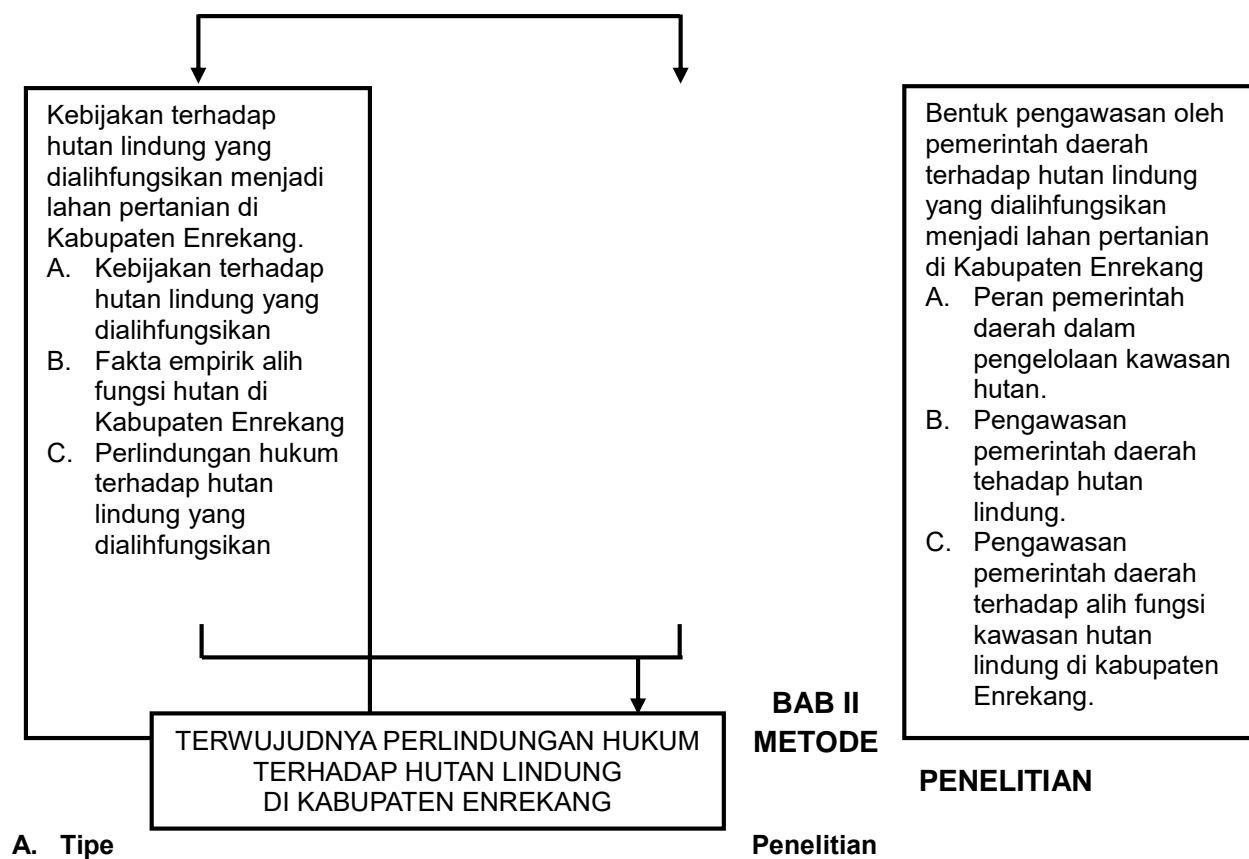 Kebijakan terhadap
hutan lindung yang
dialihfungsikan menjadi
lahan pertanian di
Kabupaten Enrekang.
A. Kebijakan terhadap
hutan lindung yang
dialihfungsikan
B. Fakta empirik alih
fungsi hutan di
Kabupaten Enrekang
C. Perlindungan hukum
terhadap hutan
lindung yang
dialihfungsikan
Bentuk pengawasan oleh
pemerintah daerah
terhadap hutan lindung
yang dialihfungsikan
menjadi lahan pertanian
di Kabupaten Enrekang
A. Peran pemerintah
daerah dalam
pengelolaan kawasan
hutan.
B. Pengawasan
pemerintah daerah
tehadap hutan
lindung.
C. Pengawasan
pemerintah daerah
terhadap alih fungsi
kawasan hutan
lindung di kabupaten
Enrekang.
TERWUJUDNYA PERLINDUNGAN HUKUM
TERHADAP HUTAN LINDUNG
DI KABUPATEN ENREKANG
BAB II
METODE
PENELITIAN
A. Tipe Penelitian